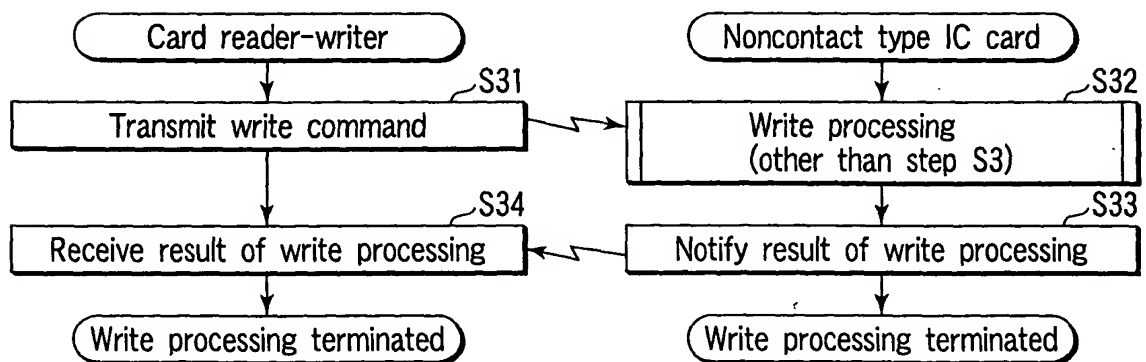 Card reader-writer
Noncontact type IC card
S31
S32
Transmit write command
Write processing
(other than step S3)
S34
S33
Receive result of write processing
Notify result of write processing
Write processing terminated
Write processing terminated